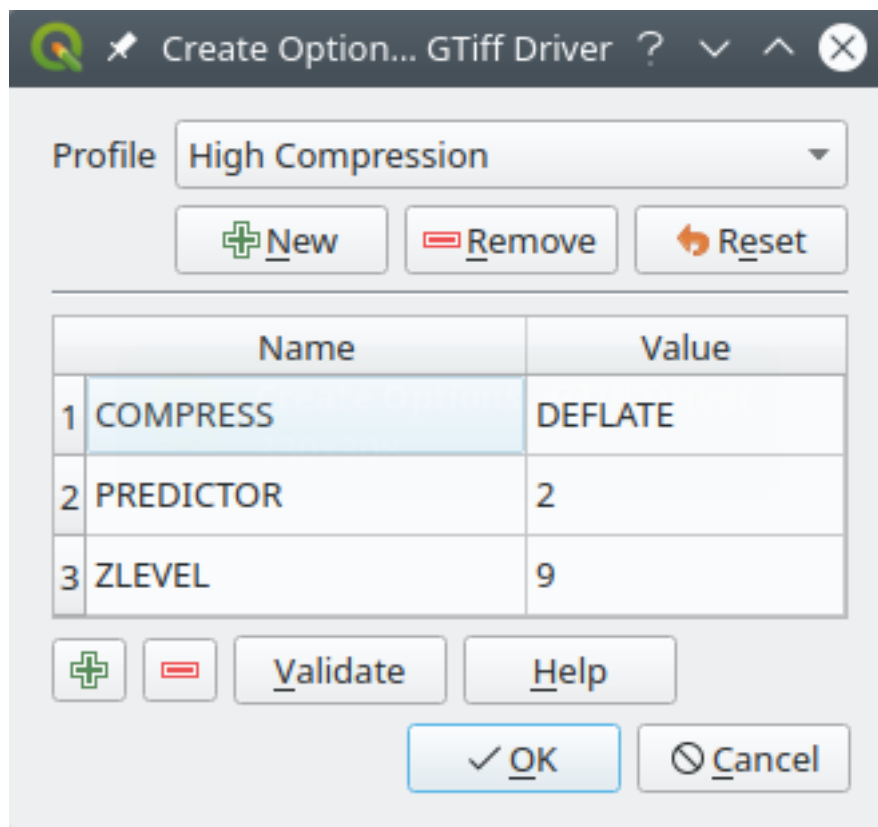 Create Option... GTiff Driver
Profile High Compression
New Remove Reset
Name Value
1 COMPRESS DEFLATE
2 PREDICTOR 2
3 ZLEVEL 9
Validate Help
OK Cancel